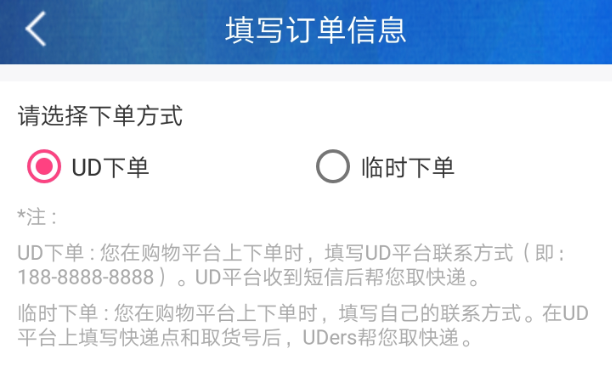 填写订单信息
请选择下单方式
UD下单
临时下单
*注：
UD下单：您在购物平台上下单时，填写UD平台联系方式（即：
188-8888-8888）。UD平台收到短信后帮您取快递。
临时下单：您在购物平台上下单时，填写自己的联系方式。在UD
平台上填写快递点和取货号后，UDers帮您取快递。